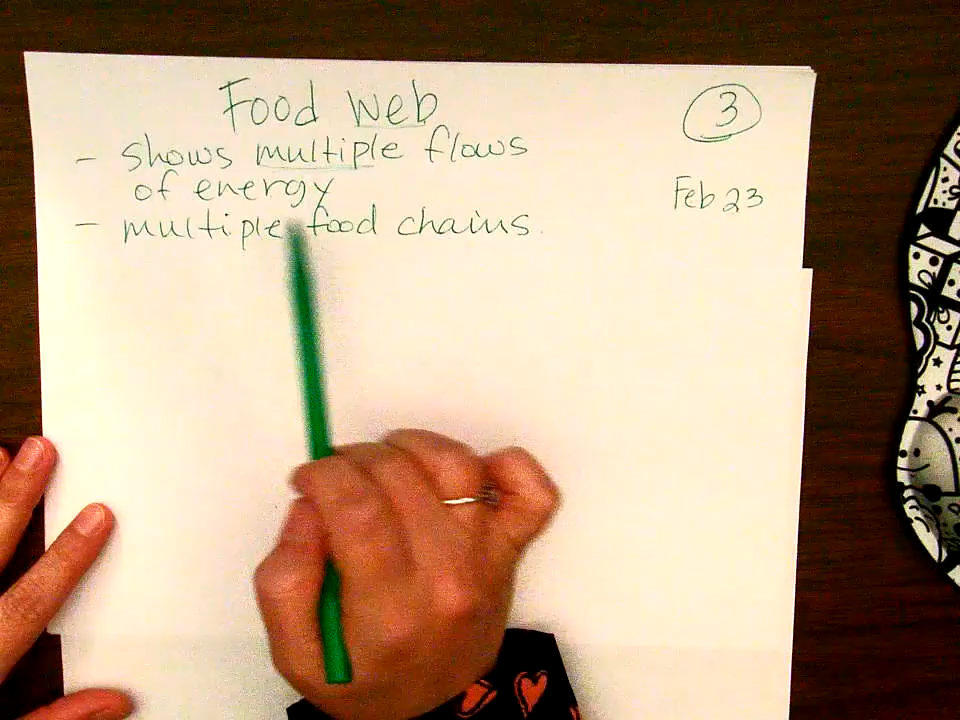 Food web
3
- shows multiple flows
of energy
Feb 23
- multiple food chains.